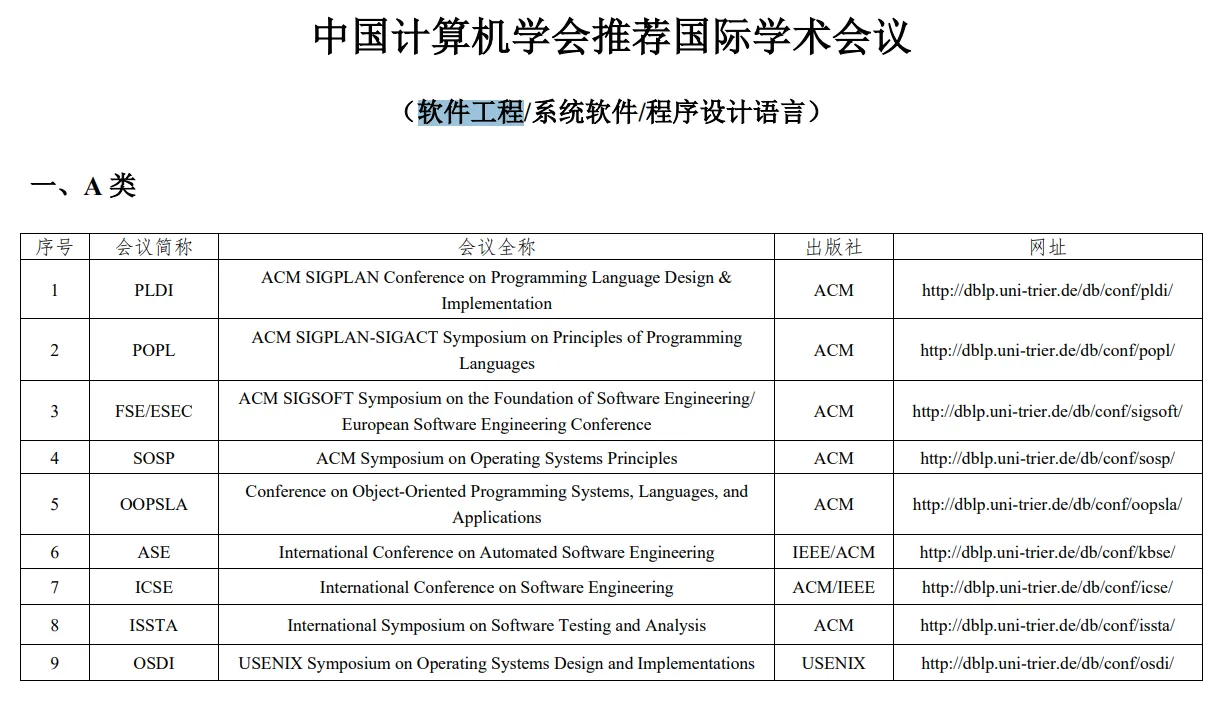 中国计算机学会推荐国际学术会议
（软件工程/系统软件/程序设计语言）
一、A 类
序号 会议简称 会议全称 出版社 网址
1 PLDI ACM SIGPLAN Conference on Programming Language Design &
Implementation ACM http://dblp.uni-trier.de/db/conf/pldi/
2 POPL ACM SIGPLAN-SIGACT Symposium on Principles of Programming
Languages ACM http://dblp.uni-trier.de/db/conf/popl/
3 FSE/ESEC ACM SIGSOFT Symposium on the Foundation of Software Engineering/
European Software Engineering Conference ACM http://dblp.uni-trier.de/db/conf/sigsoft/
4 SOSP ACM Symposium on Operating Systems Principles ACM http://dblp.uni-trier.de/db/conf/sosp/
5 OOPSLA Conference on Object-Oriented Programming Systems, Languages, and
Applications ACM http://dblp.uni-trier.de/db/conf/oopsla/
6 ASE International Conference on Automated Software Engineering IEEE/ACM http://dblp.uni-trier.de/db/conf/kbse/
7 ICSE International Conference on Software Engineering ACM/IEEE http://dblp.uni-trier.de/db/conf/icse/
8 ISSTA International Symposium on Software Testing and Analysis ACM http://dblp.uni-trier.de/db/conf/issta/
9 OSDI USENIX Symposium on Operating Systems Design and Implementations USENIX http://dblp.uni-trier.de/db/conf/osdi/